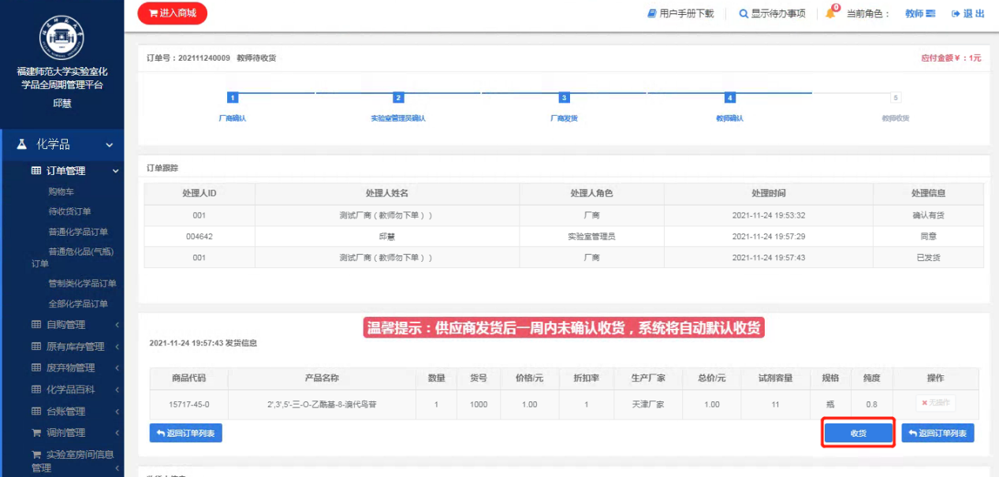 进入商城
用户手册下载
显示待办事项
0
当前角色：
教师
退 出
福建师范大学实验室化
学品全周期管理平台
邱慧
化学品
订单管理
购物车
待收货订单
普通化学品订单
普通危化品(气瓶)
订单
管制类化学品订单
全部化学品订单
自购管理
原有库存管理
废弃物管理
化学品百科
台账管理
调剂管理
实验室房间信息
管理
订单号：202111240009 教师待收货
应付金额￥：1元
1 2 3 4 5
厂商确认 实验室管理员确认 厂商发货 教师确认 教师收货
订单跟踪
处理人ID 处理人姓名 处理人角色 处理时间 处理信息
001 测试厂商（教师勿下单）） 厂商 2021-11-24 19:53:32 确认有货
004642 邱慧 实验室管理员 2021-11-24 19:57:29 同意
001 测试厂商（教师勿下单）） 厂商 2021-11-24 19:57:43 已发货
温馨提示：供应商发货后一周内未确认收货，系统将自动默认收货
2021-11-24 19:57:43 发货信息
商品代码 产品名称 数量 货号 价格/元 折扣率 生产厂家 总价/元 试剂容量 规格 纯度 操作
15717-45-0 2',3',5'-三-O-乙酰基-8-溴代鸟苷 1 1000 1.00 1 天津厂家 1.00 11 瓶 0.8 无操作
返回订单列表 收货 返回订单列表